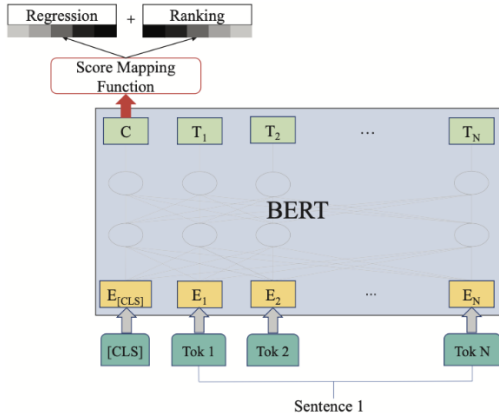 Regression + Ranking
Score Mapping
Function
C T1 T2 ... TN
BERT
E[CLS] E1 E2 ... EN
[CLS] Tok 1 Tok 2 Tok N
Sentence 1